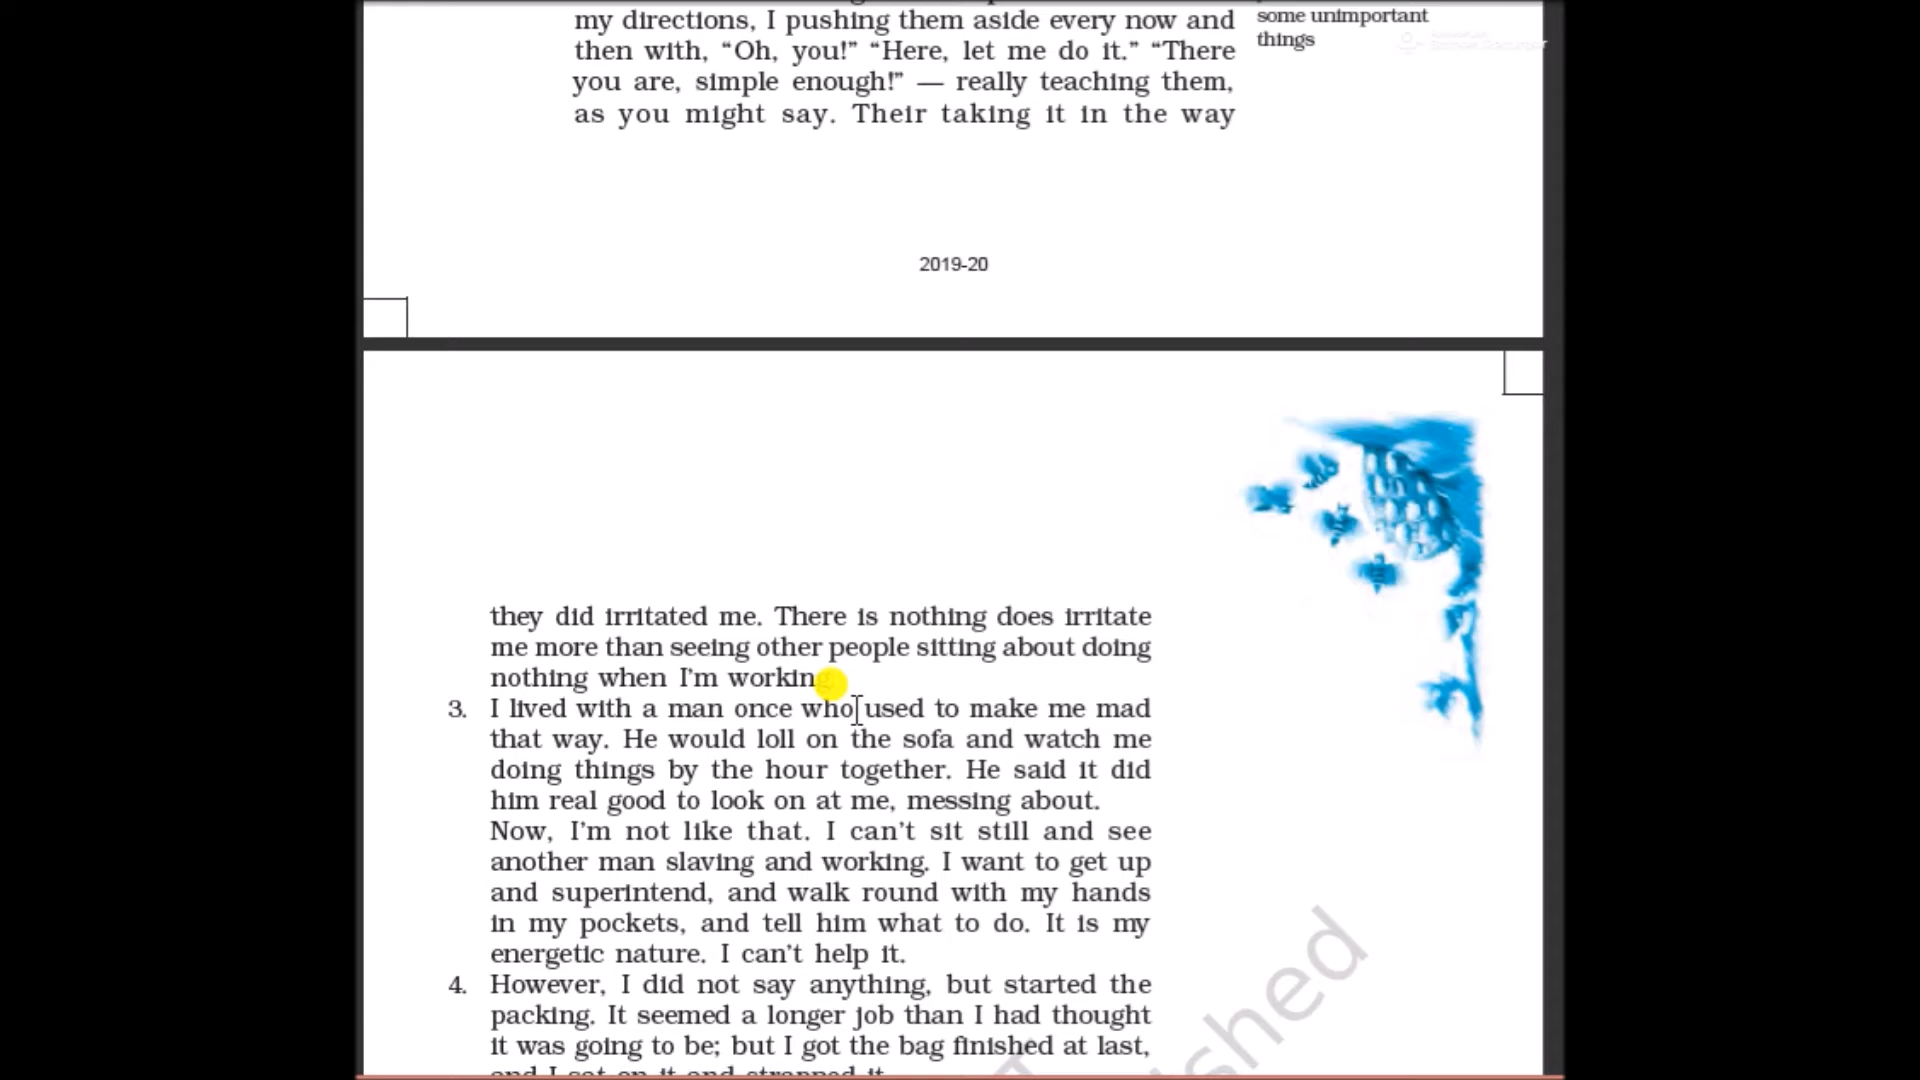 my directions, I pushing them aside every now and
then with, “Oh, you!” “Here, let me do it.” “There
you are, simple enough!” — really teaching them,
as you might say. Their taking it in the way
some unimportant
things
2019-20
they did irritated me. There is nothing does irritate
me more than seeing other people sitting about doing
nothing when I’m workin
3. I lived with a man once who used to make me mad
that way. He would loll on the sofa and watch me
doing things by the hour together. He said it did
him real good to look on at me, messing about.
Now, I’m not like that. I can’t sit still and see
another man slaving and working. I want to get up
and superintend, and walk round with my hands
in my pockets, and tell him what to do. It is my
energetic nature. I can’t help it.
4. However, I did not say anything, but started the
packing. It seemed a longer job than I had thought
it was going to be; but I got the bag finished at last,
and I sat on it and strapped it.
ished